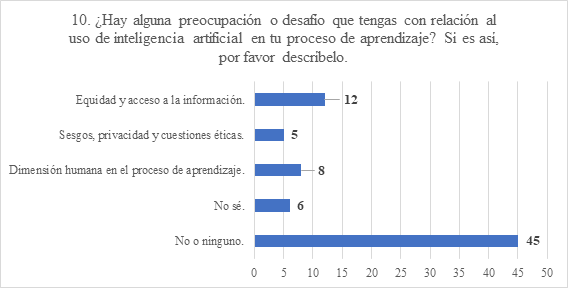 10. ¿Hay alguna preocupación o desafío que tengas con relación al
uso de inteligencia artificial en tu proceso de aprendizaje? Si es así,
por favor descríbelo.
Equidad y acceso a la información. 12
Sesgos, privacidad y cuestiones éticas. 5
Dimensión humana en el proceso de aprendizaje. 8
No sé. 6
No o ninguno. 45
0 5 10 15 20 25 30 35 40 45 50